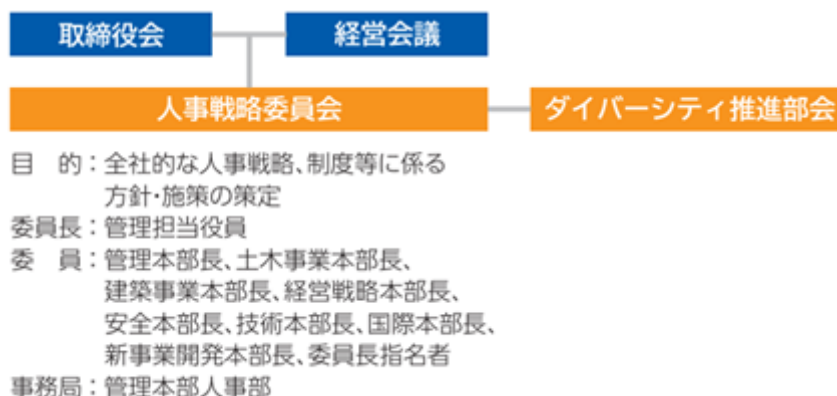 取締役会
経営会議
人事戦略委員会
ダイバーシティ推進部会
目　的：全社的な人事戦略、制度等に係る
方針・施策の策定
委員長：管理担当役員
委　員：管理本部長、土木事業本部長、
建築事業本部長、経営戦略本部長、
安全本部長、技術本部長、国際本部長、
新事業開発本部長、委員長指名者
事務局：管理本部人事部